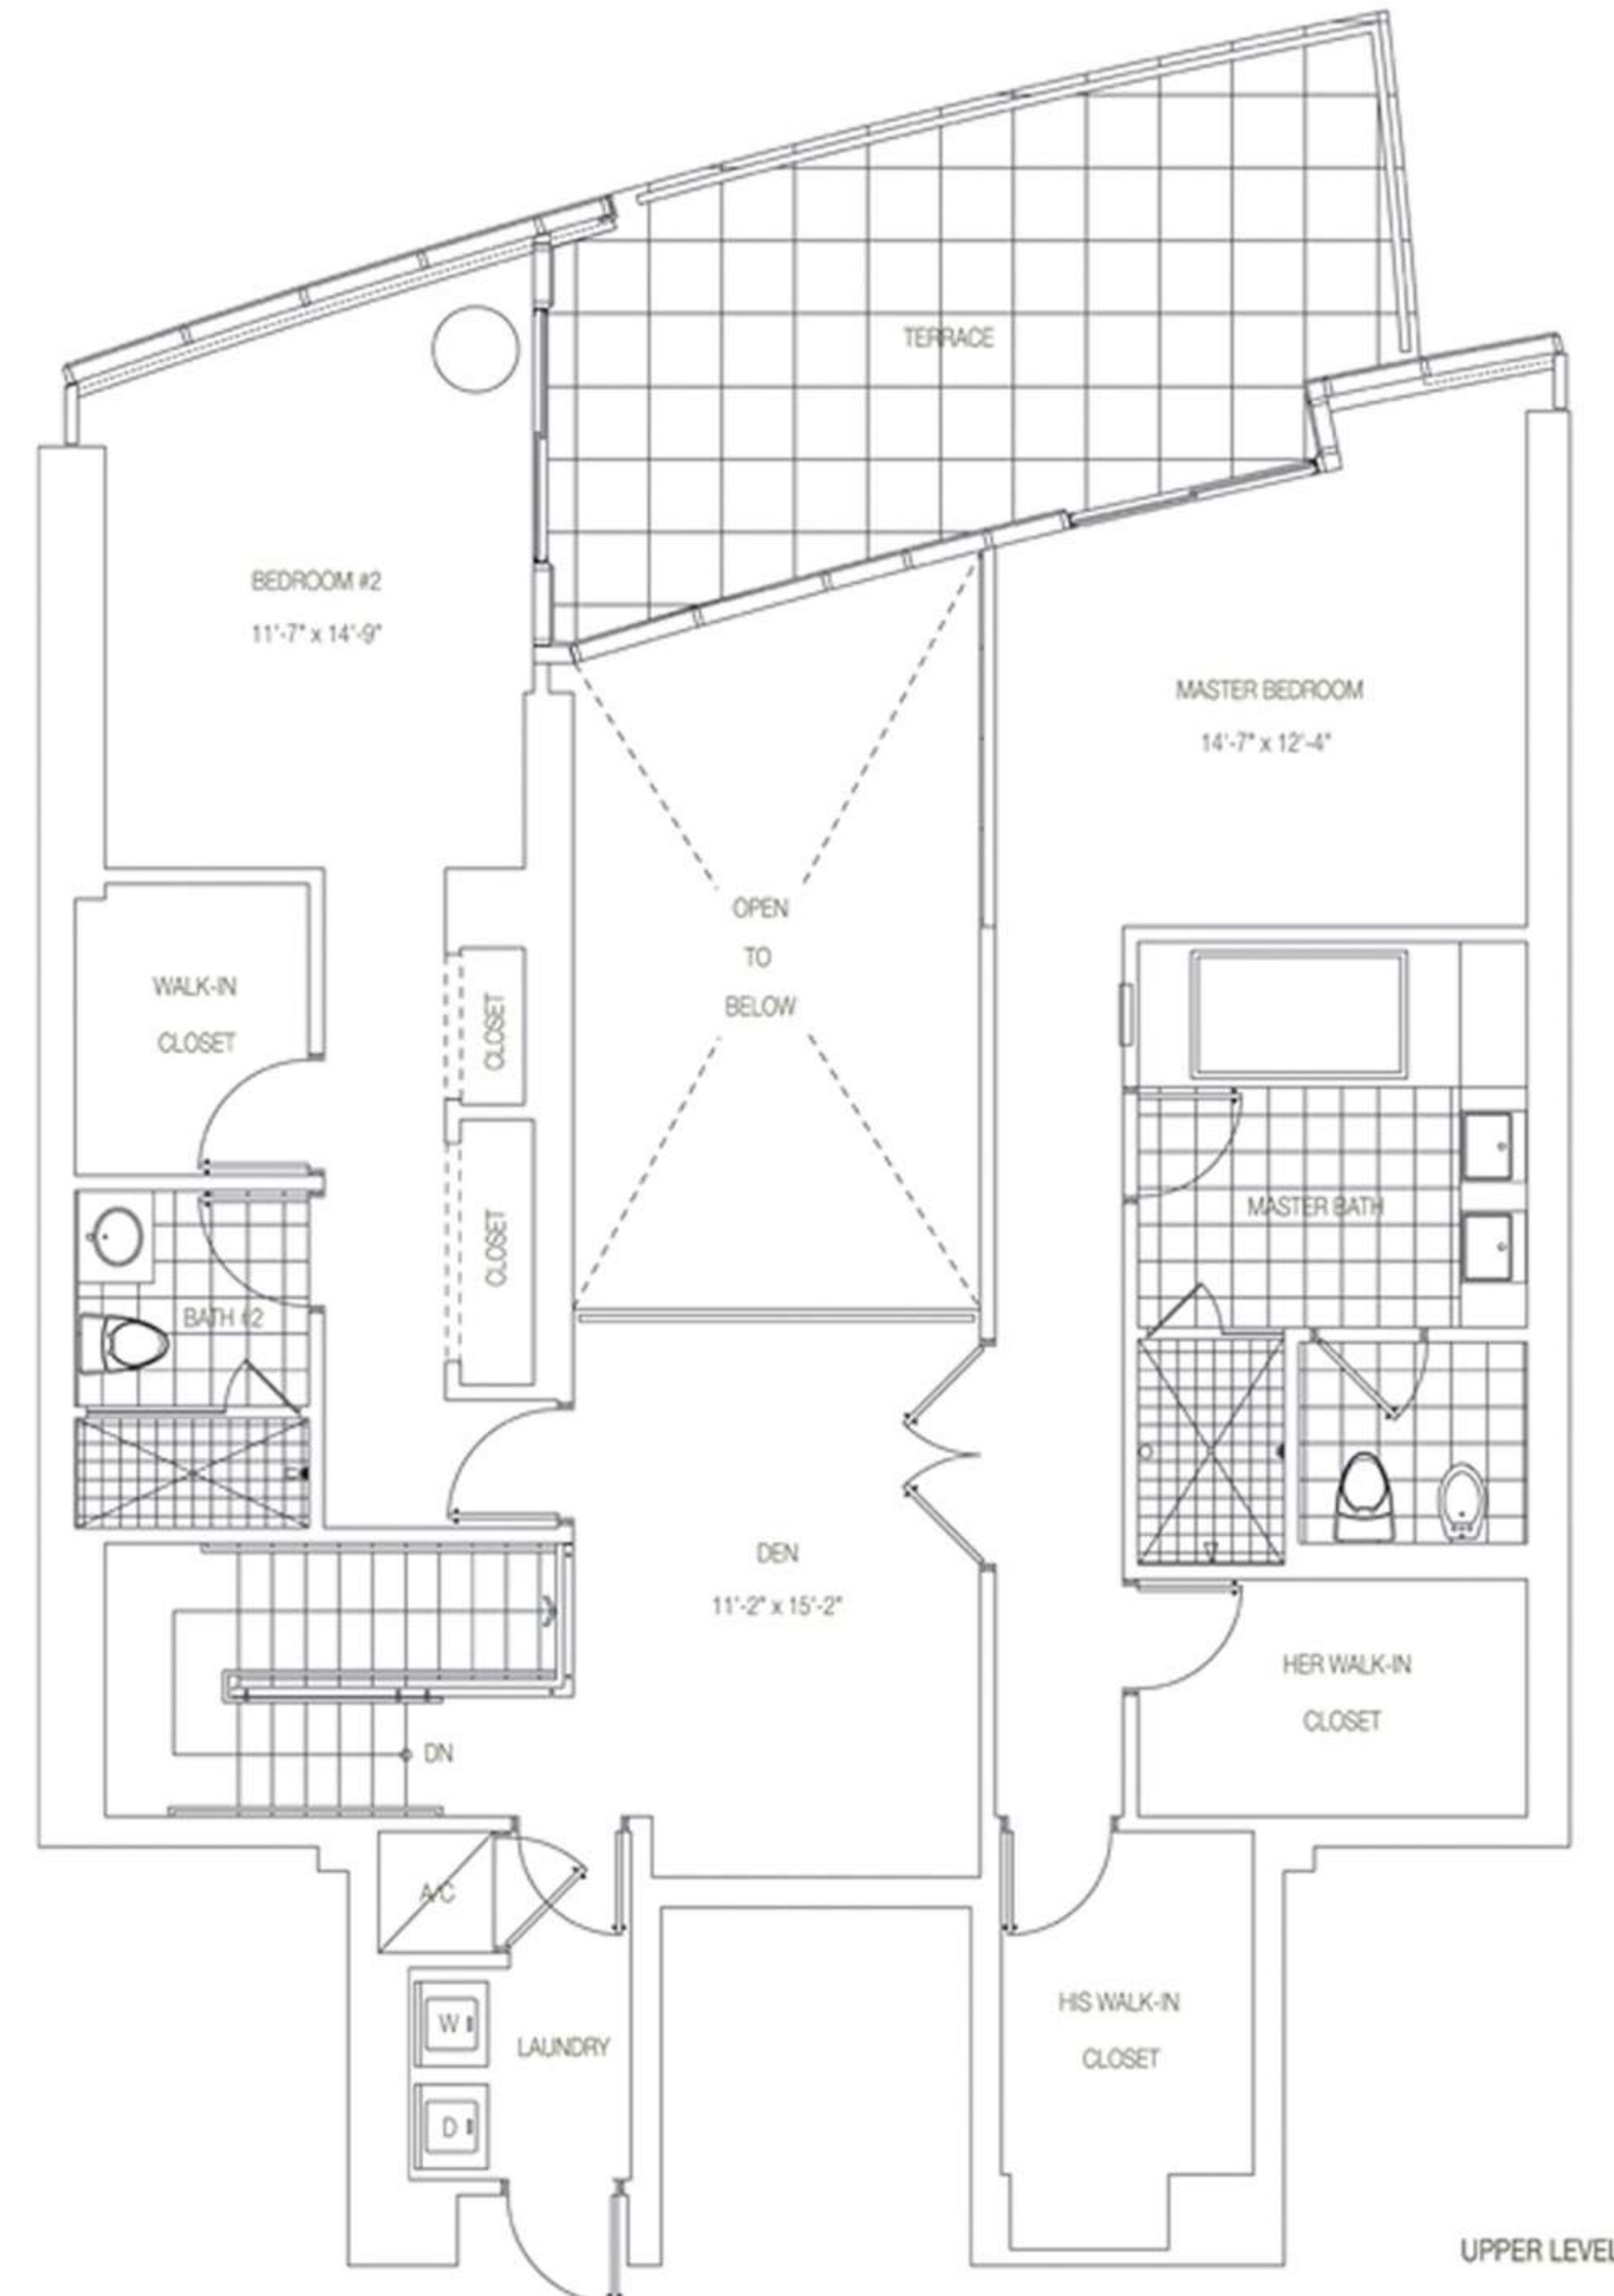 TERRACE
BEDROOM #2
11'-7" x 14'-9"
MASTER BEDROOM
14'-7" x 12'-4"
OPEN
TO
BELOW
WALK-IN
CLOSET
CLOSET
CLOSET
MASTER BATH
BATH #2
DEN
11'-2" x 15'-2"
HER WALK-IN
CLOSET
DN
A/C
HIS WALK-IN
CLOSET
W
LAUNDRY
D
UPPER LEVEL